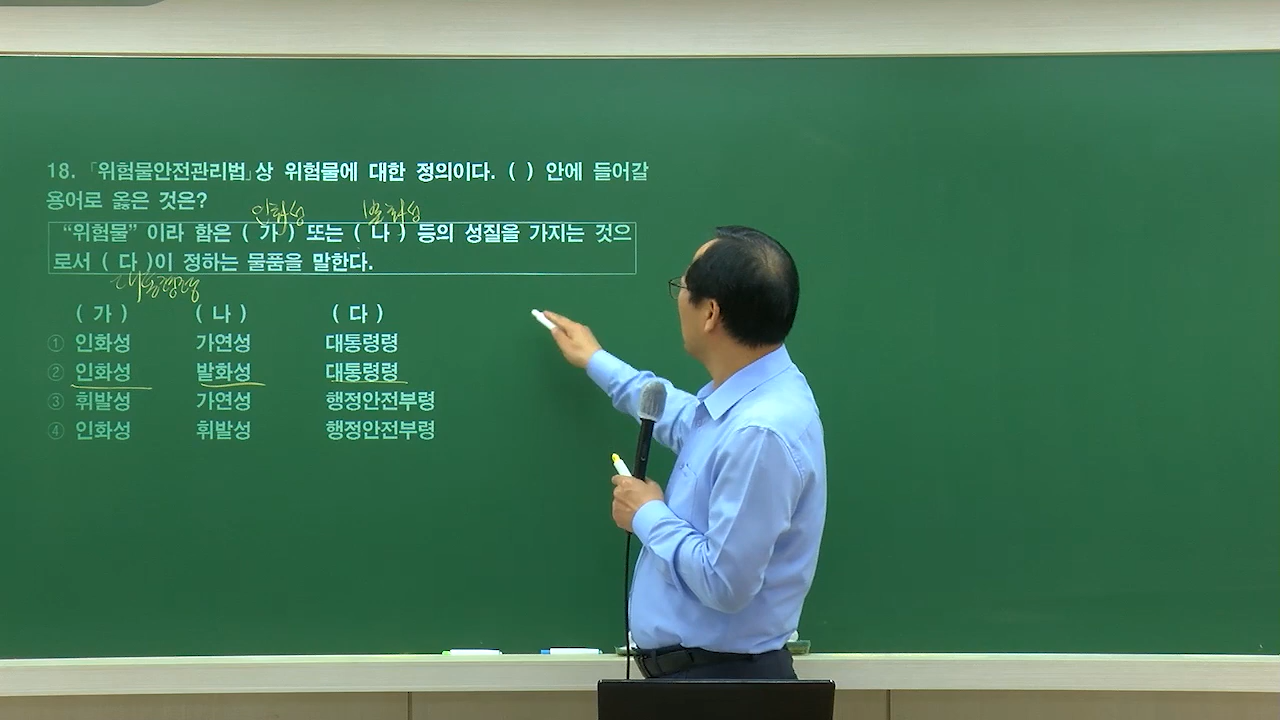 18. 「위험물안전관리법」상 위험물에 대한 정의이다. ( ) 안에 들어갈
용어로 옳은 것은?
인화성 발화성
“위험물” 이라 함은 ( 가 ) 또는 ( 나 ) 등의 성질을 가지는 것으
로서 ( 다 )이 정하는 물품을 말한다.
대통령령
( 가 ) ( 나 ) ( 다 )
① 인화성 가연성 대통령령
② 인화성 발화성 대통령령
③ 휘발성 가연성 행정안전부령
④ 인화성 휘발성 행정안전부령